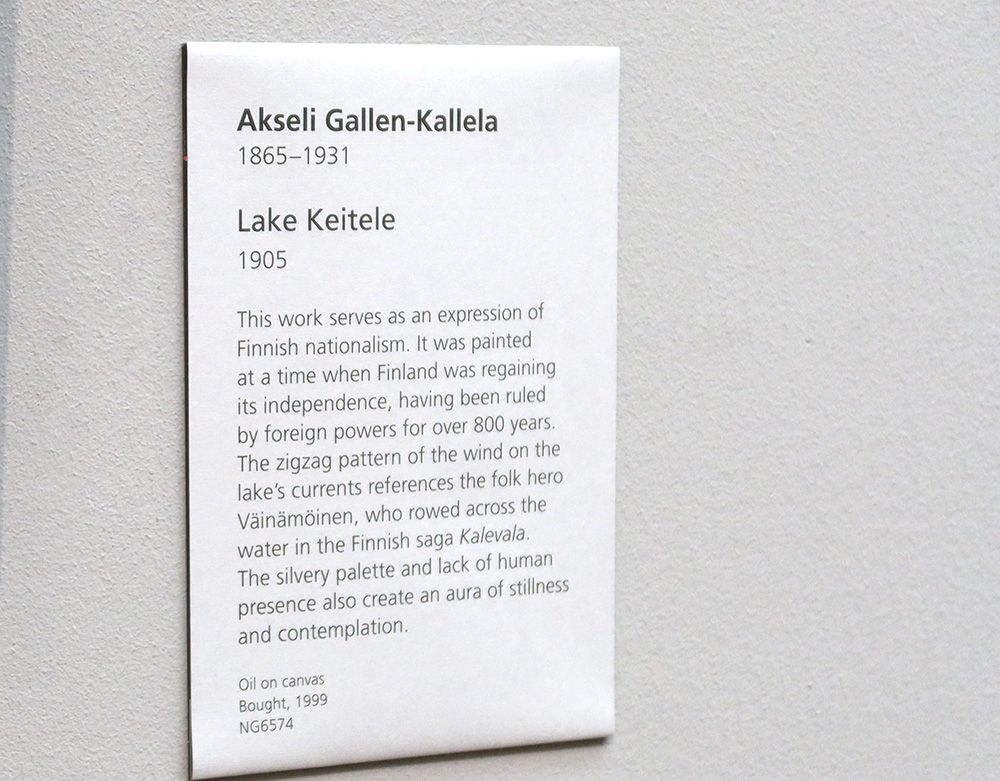 Akseli Gallen-Kallela
1865–1931
Lake Keitele
1905
This work serves as an expression of
Finnish nationalism. It was painted
at a time when Finland was regaining
its independence, having been ruled
by foreign powers for over 800 years.
The zigzag pattern of the wind on the
lake's currents references the folk hero
Väinämöinen, who rowed across the
water in the Finnish saga Kalevala.
The silvery palette and lack of human
presence also create an aura of stillness
and contemplation.
Oil on canvas
Bought, 1999
NG6574